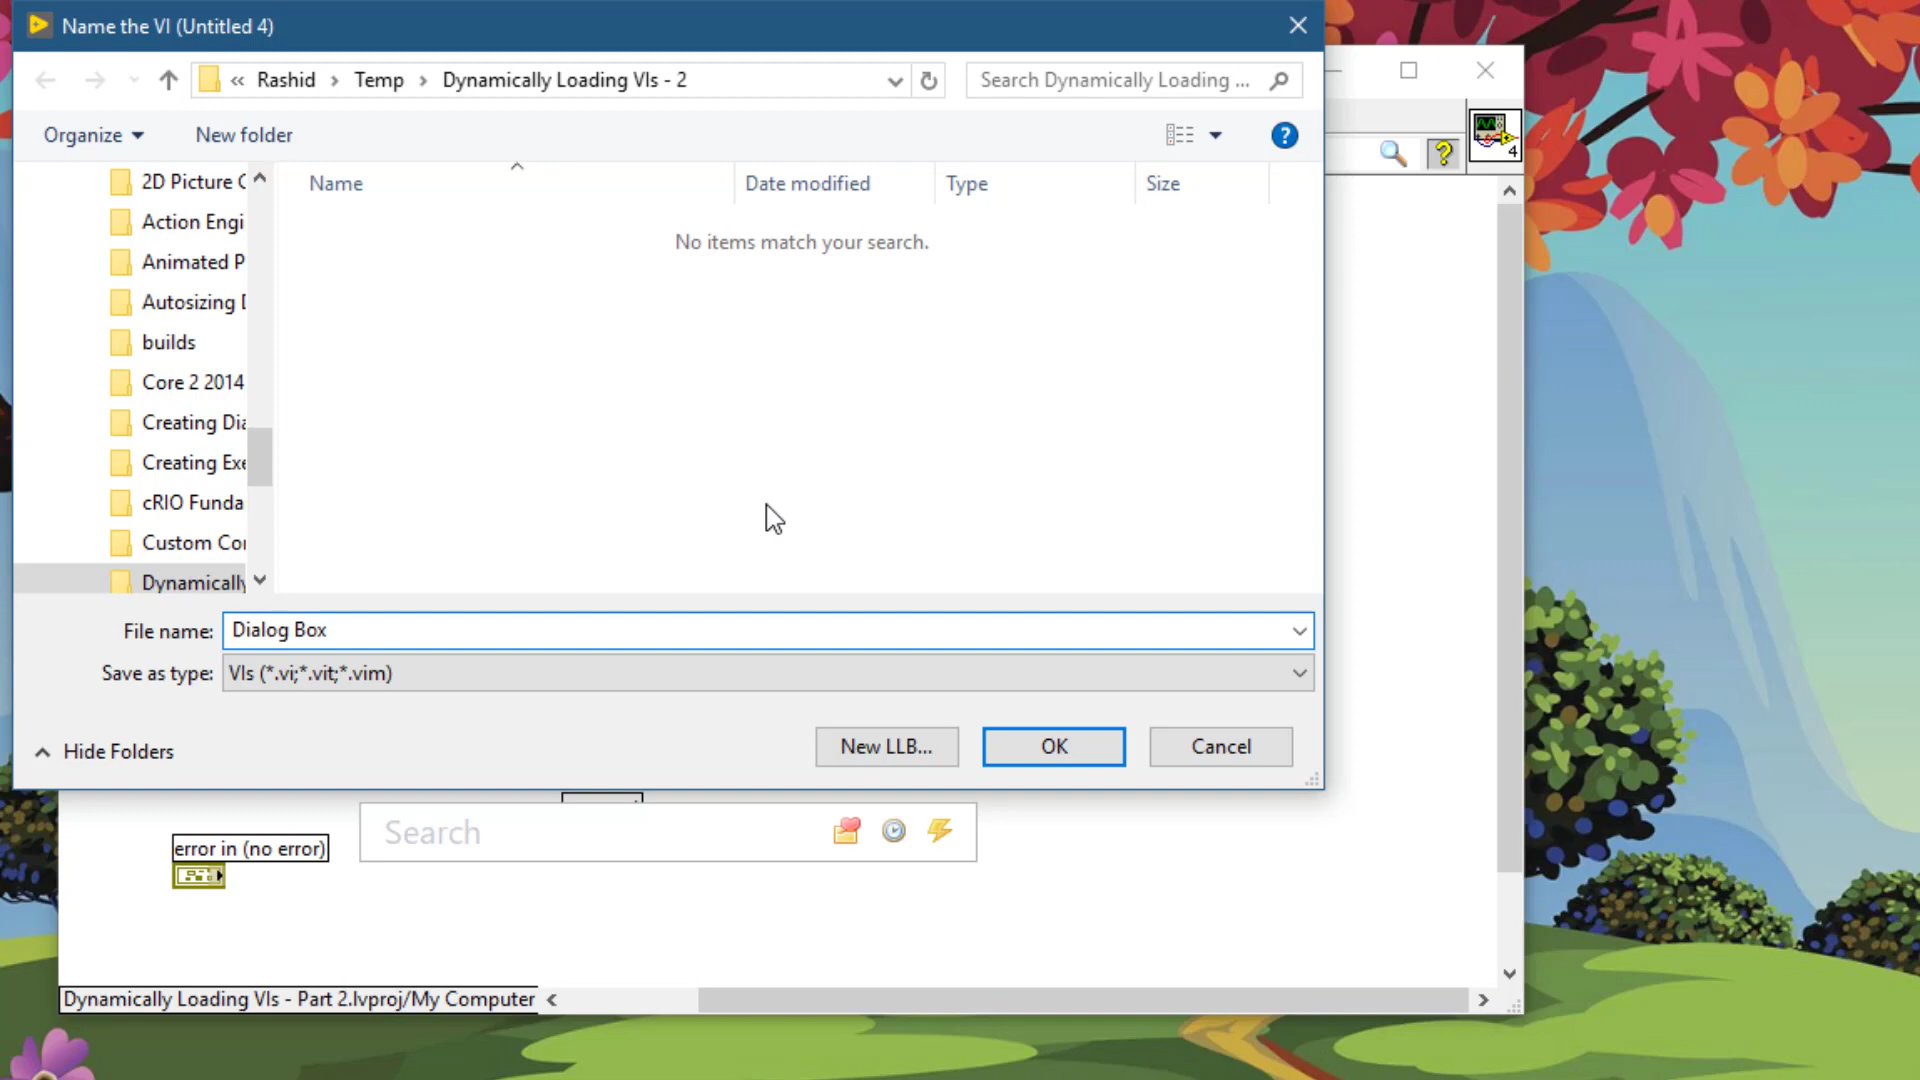 Name the VI (Untitled 4)
« Rashid > Temp > Dynamically Loading VIs - 2
Search Dynamically Loading ...
Organize
New folder
?
?
4
Name
Date modified
Type
Size
No items match your search.
2D Picture C
Action Engi
Animated P
Autosizing D
builds
Core 2 2014
Creating Dia
Creating Exe
cRIO Funda
Custom Cor
Dynamically
File name: Dialog Box
Save as type: VIs (*.vi;*.vit;*.vim)
Hide Folders
New LLB...
OK
Cancel
error in (no error)
Search
Dynamically Loading VIs - Part 2.lvproj/My Computer